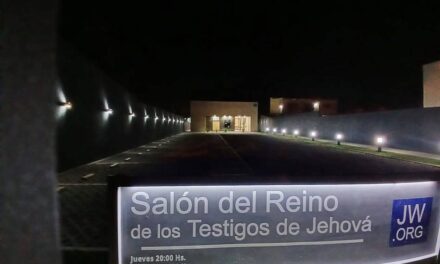 Salón del Reino
de los Testigos de Jehová
JW
.ORG
Jueves 20:00 Hs.